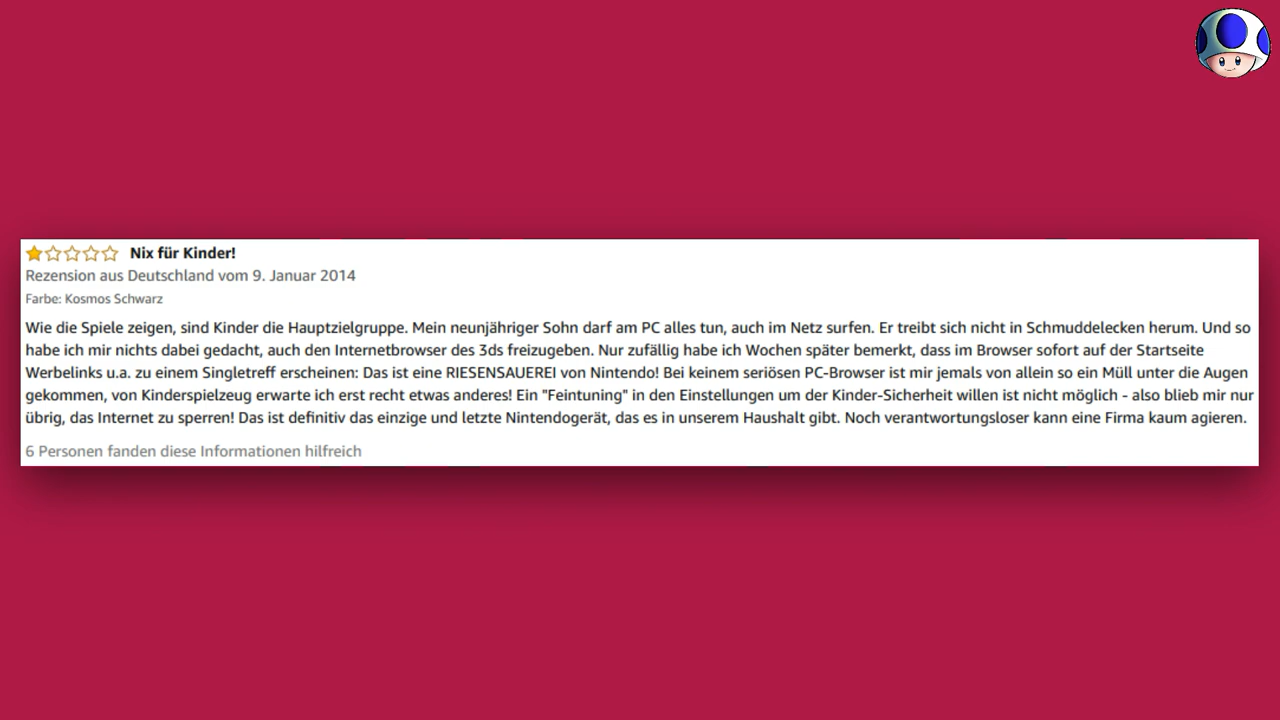 Nix für Kinder!
Rezension aus Deutschland vom 9. Januar 2014
Farbe: Kosmos Schwarz
Wie die Spiele zeigen, sind Kinder die Hauptzielgruppe. Mein neunjähriger Sohn darf am PC alles tun, auch im Netz surfen. Er treibt sich nicht in Schmuddelecken herum. Und so
habe ich mir nichts dabei gedacht, auch den Internetbrowser des 3ds freizugeben. Nur zufällig habe ich Wochen später bemerkt, dass im Browser sofort auf der Startseite
Werbelinks u.a. zu einem Singletreff erscheinen: Das ist eine RIESENSAUEREI von Nintendo! Bei keinem seriösen PC-Browser ist mir jemals von allein so ein Müll unter die Augen
gekommen, von Kinderspielzeug erwarte ich erst recht etwas anderes! Ein "Feintuning" in den Einstellungen um der Kinder-Sicherheit willen ist nicht möglich - also blieb mir nur
übrig, das Internet zu sperren! Das ist definitiv das einzige und letzte Nintendogerät, das es in unserem Haushalt gibt. Noch verantwortungsloser kann eine Firma kaum agieren.
6 Personen fanden diese Informationen hilfreich